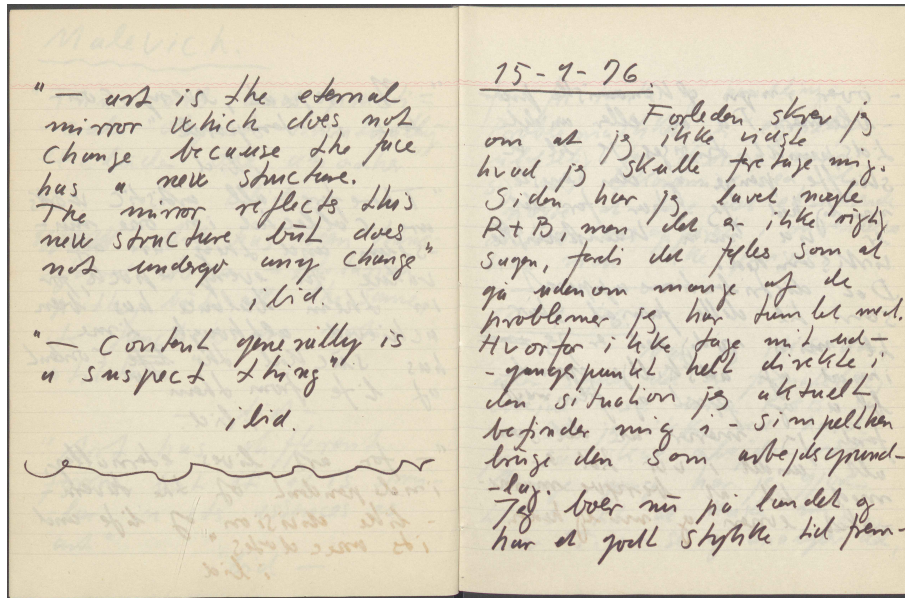 Malevich.
"— art is the eternal
mirror which does not
change because the face
has a new structure.
The mirror reflects this
new structure but does
not undergo any change"
ibid.
"— Content generally is
a suspect thing"
ibid.
15-9-76
Forleden skrev jeg
om at jeg ikke vidste
hvad jeg skulle foretage mig.
Siden har jeg lavet nogle
R+B men det er ikke rigtig
sagen, fordi det føles som at
gå udenom mange af de
problemer jeg har tumlet med.
Hvorfor ikke tage mit ud-
-gangspunkt helt direkte i
den situation jeg aktuelt
befinder mig i - simpelthen
bruge den som arbejdsgrund-
-lag.
Jeg boer nu på landet og
har et godt stykke tid frem-